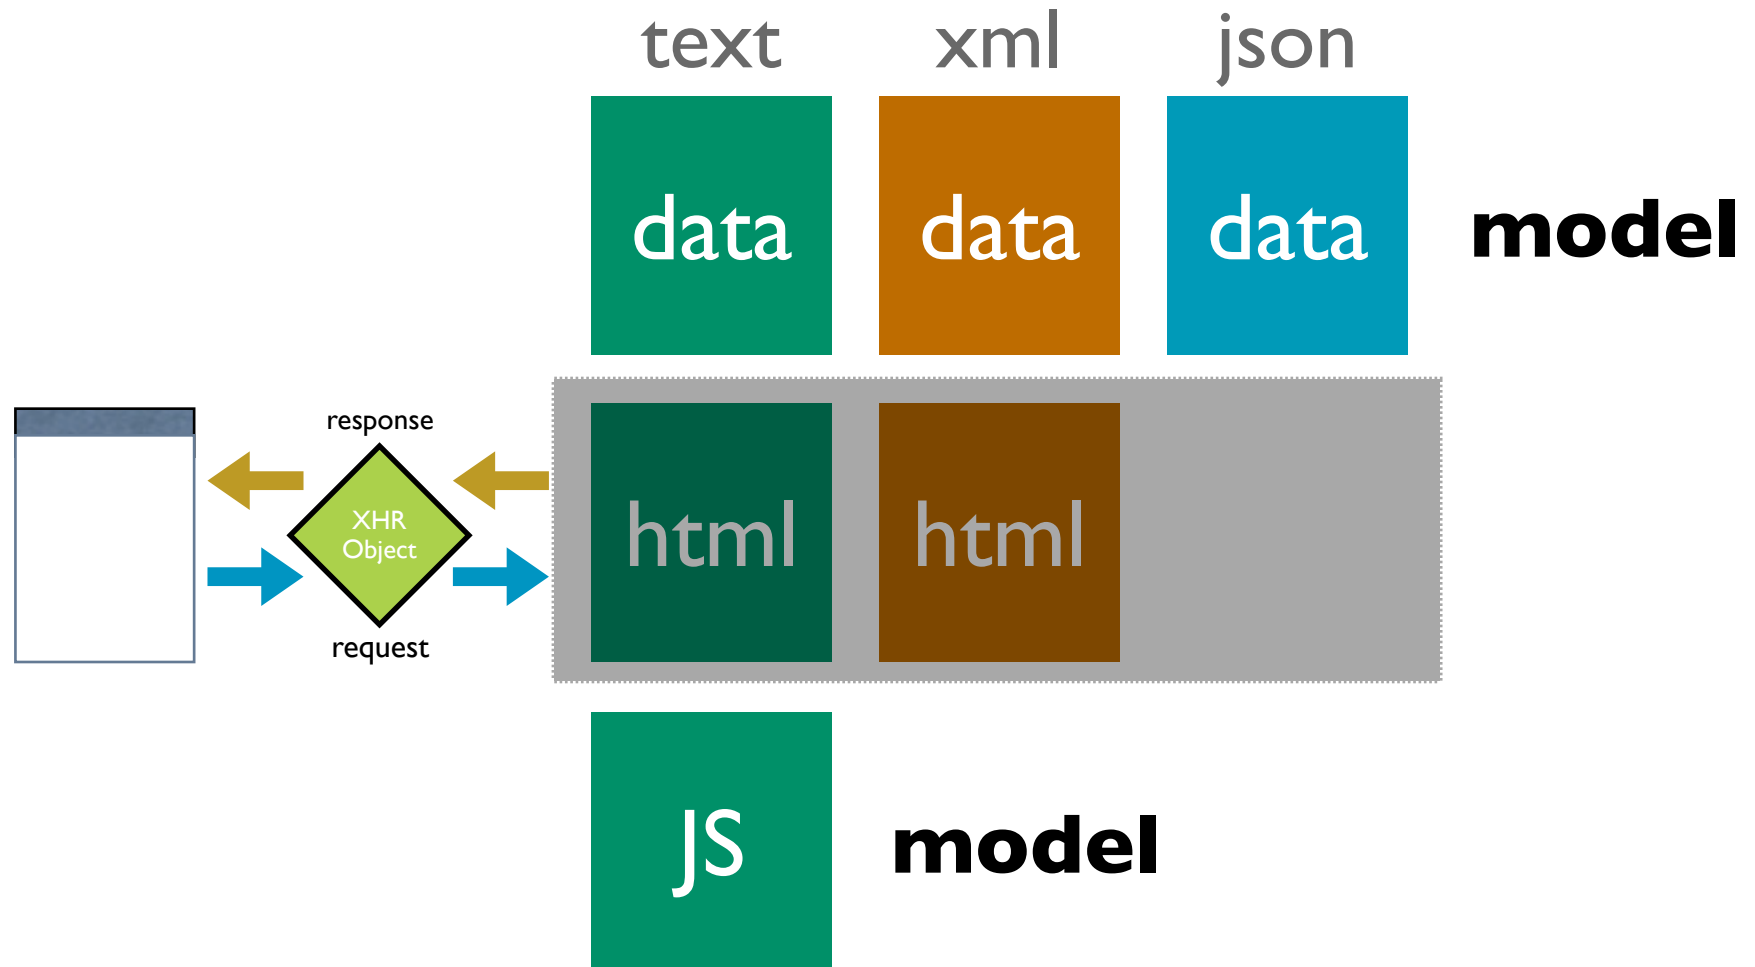 text xml json
data data data model
response
XHR
Object
request
html html
JS model